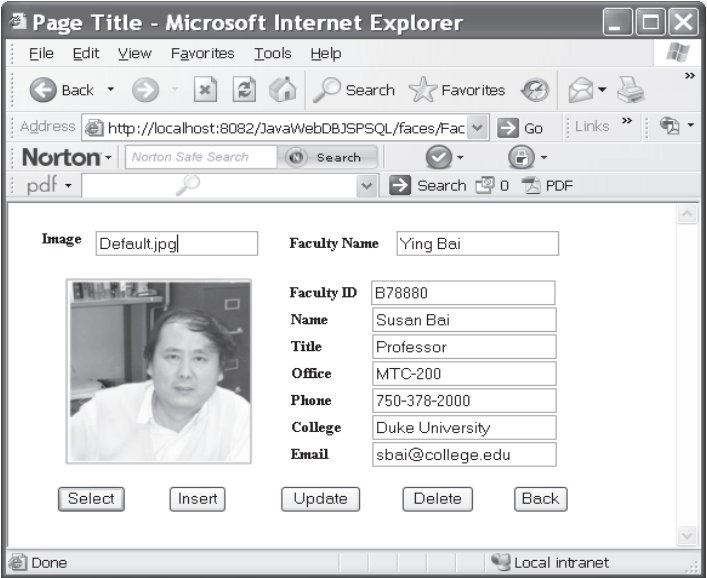 Page Title - Microsoft Internet Explorer
File Edit View Favorites Tools Help
Back Search Favorites »
Address http://localhost:8082/JavaWebDBJSPSQL/faces/Fac Go Links »
Norton Norton Safe Search Search
pdf Search 0 PDF
Image Default.jpg Faculty Name Ying Bai
Faculty ID B78880
Name Susan Bai
Title Professor
Office MTC-200
Phone 750-378-2000
College Duke University
Email sbai@college.edu
Select Insert Update Delete Back
Done Local intranet